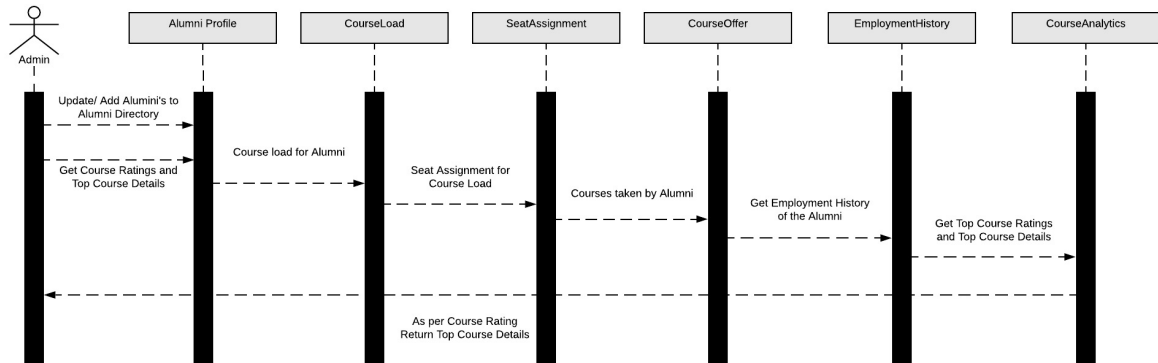 Alumni Profile
CourseLoad
SeatAssignment
CourseOffer
EmploymentHistory
CourseAnalytics
Admin
Update/ Add Alumini's to
Alumni Directory
Get Course Ratings and
Top Course Details
Course load for Alumni
Seat Assignment for
Course Load
Courses taken by Alumni
Get Employment History
of the Alumni
Get Top Course Ratings
and Top Course Details
As per Course Rating
Return Top Course Details